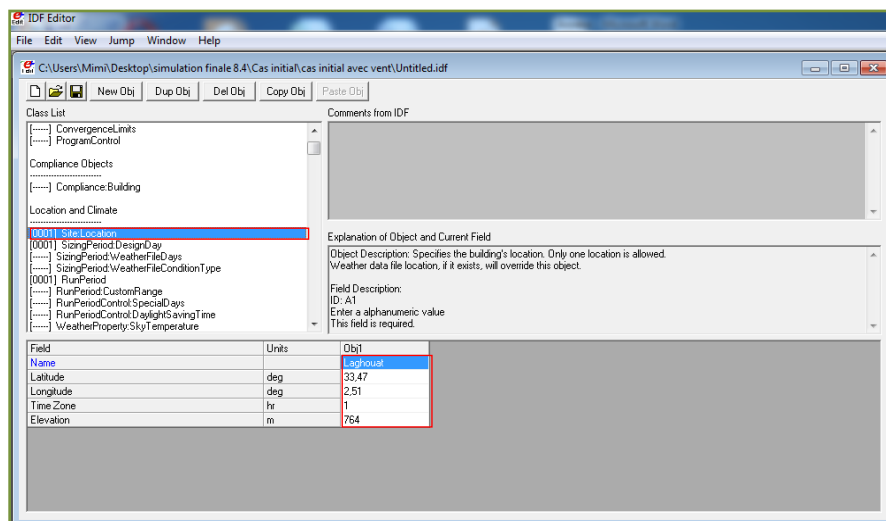 IDF Editor
File Edit View Jump Window Help
C:\Users\Mimi\Desktop\simulation finale 8.4\Cas initial\cas initial avec vent\Untitled.idf
New Obj Dup Obj Del Obj Copy Obj Paste Obj
Class List
[------] ConvergenceLimits
[------] ProgramControl
Compliance Objects
--------------------------
[------] Compliance:Building
Location and Climate
--------------------------
[0001] Site:Location
[0001] SizingPeriod:DesignDay
[------] SizingPeriod:WeatherFileDays
[------] SizingPeriod:WeatherFileConditionType
[0001] RunPeriod
[------] RunPeriod:CustomRange
[------] RunPeriodControl:SpecialDays
[------] RunPeriodControl:DaylightSavingTime
[------] WeatherProperty:SkyTemperature
Comments from IDF
Explanation of Object and Current Field
Object Description: Specifies the building's location. Only one location is allowed.
Weather data file location, if it exists, will override this object.
Field Description:
ID: A1
Enter a alphanumeric value
This field is required.
Field Units Obj1
Name Laghouat
Latitude deg 33,47
Longitude deg 2,51
Time Zone hr 1
Elevation m 764